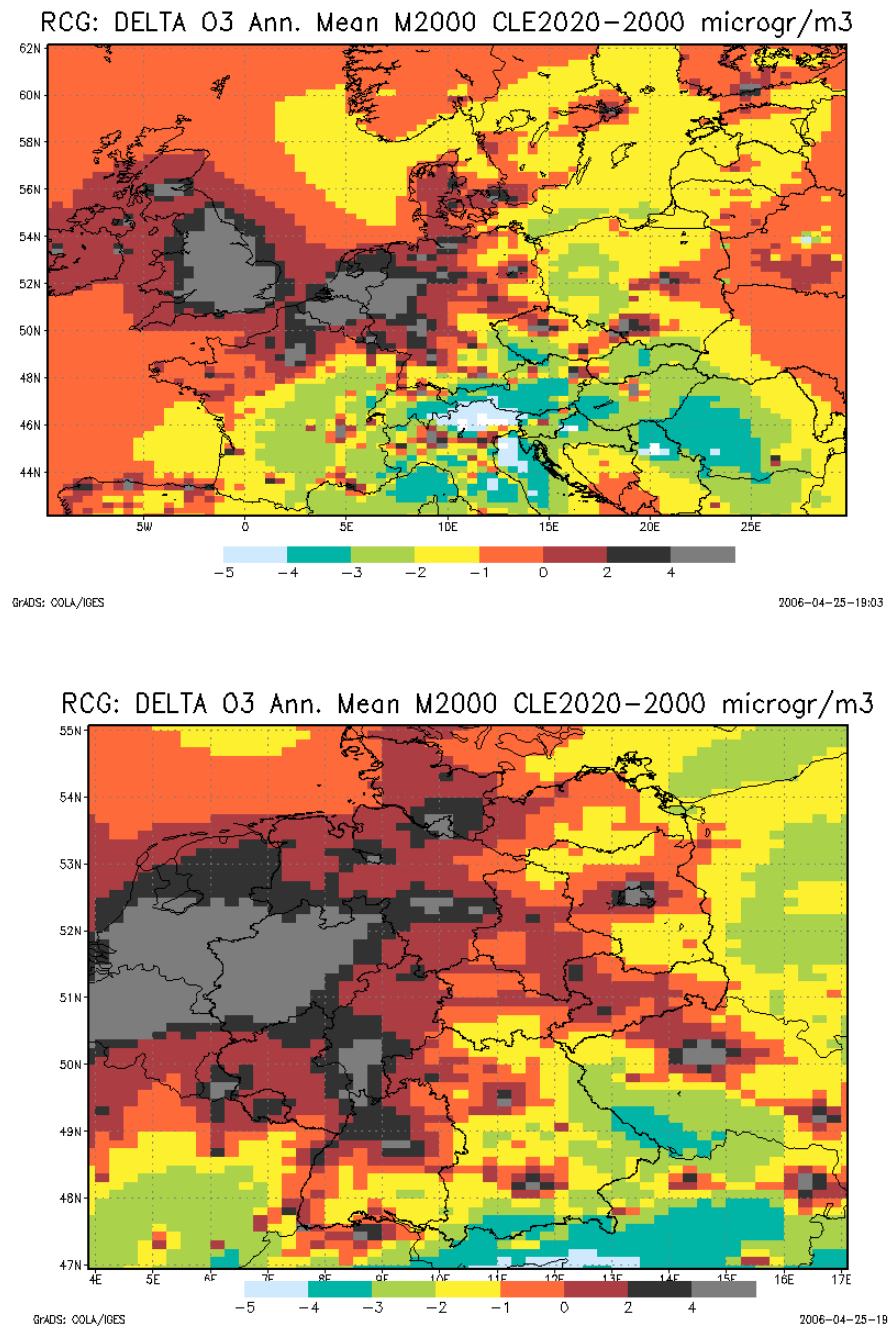 RCG: DELTA O3 Ann. Mean M2000 CLE2020-2000 microgr/m3
62N
60N
58N
56N
54N
52N
50N
48N
46N
44N
5W 0 5E 10E 15E 20E 25E
-5 -4 -3 -2 -1 0 2 4
GrADS: COLA/IGES 2006-04-25-19:03
RCG: DELTA O3 Ann. Mean M2000 CLE2020-2000 microgr/m3
55N
54N
53N
52N
51N
50N
49N
48N
47N
4E 5E 6E 7E 8E 9E 10E 11E 12E 13E 14E 15E 16E 17E
-5 -4 -3 -2 -1 0 2 4
GrADS: COLA/IGES 2006-04-25-19